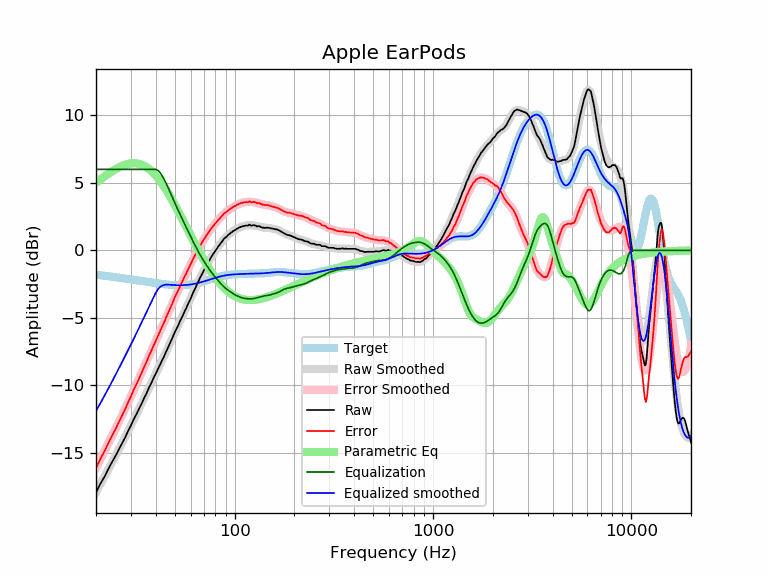 Apple EarPods
Amplitude (dBr)
10
5
0
−5
−10
−15
Target
Raw Smoothed
Error Smoothed
Raw
Error
Parametric Eq
Equalization
Equalized smoothed
100
1000
10000
Frequency (Hz)